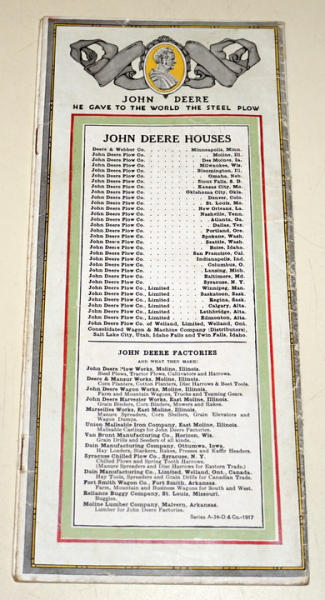 JOHN DEERE
HE GAVE TO THE WORLD THE STEEL PLOW
JOHN DEERE HOUSES
Deere & Webber Co. Minneapolis, Minn.
John Deere Plow Co. Moline, Ill.
John Deere Plow Co. Des Moines, Ia.
John Deere Plow Co. Milwaukee, Wis.
John Deere Plow Co. Bloomington, Ill.
John Deere Plow Co. Omaha, Neb.
John Deere Plow Co. Sioux Falls, S. D.
John Deere Plow Co. Kansas City, Mo.
John Deere Plow Co. Oklahoma City, Okla.
John Deere Plow Co. Denver, Colo.
John Deere Plow Co. St. Louis, Mo.
John Deere Plow Co. New Orleans, La.
John Deere Plow Co. Nashville, Tenn.
John Deere Plow Co. Atlanta, Ga.
John Deere Plow Co. Dallas, Tex.
John Deere Plow Co. Portland, Ore.
John Deere Plow Co. Spokane, Wash.
John Deere Plow Co. Seattle, Wash.
John Deere Plow Co. Boise, Idaho
John Deere Plow Co. San Francisco, Cal.
John Deere Plow Co. Indianapolis, Ind.
John Deere Plow Co. Columbus, O.
John Deere Plow Co. Lansing, Mich.
John Deere Plow Co. Baltimore, Md.
John Deere Plow Co. Syracuse, N. Y.
John Deere Plow Co., Limited Winnipeg, Man.
John Deere Plow Co., Limited Saskatoon, Sask.
John Deere Plow Co., Limited Regina, Sask.
John Deere Plow Co., Limited Calgary, Alta.
John Deere Plow Co., Limited Lethbridge, Alta.
John Deere Plow Co., Limited Edmonton, Alta.
John Deere Plow Co. of Welland, Limited, Welland, Ont.
Consolidated Wagon & Machine Company (Distributors),
Salt Lake City, Utah, Idaho Falls and Twin Falls, Idaho.
JOHN DEERE FACTORIES
AND WHAT THEY MAKE:
John Deere Plow Works, Moline, Illinois.
Steel Plows, Tractor Plows, Cultivators and Harrows.
Deere & Mansur Works, Moline, Illinois.
Corn Planters, Cotton Planters, Disc Harrows & Beet Tools.
John Deere Wagon Works, Moline, Illinois.
Farm and Mountain Wagons, Trucks and Teaming Gears.
John Deere Harvester Works, East Moline, Illinois.
Grain Binders, Corn Binders, Mowers and Rakes.
Marseilles Works, East Moline, Illinois.
Manure Spreaders, Corn Shellers, Grain Elevators and
Wagon Dumps.
Union Malleable Iron Company, East Moline, Illinois.
Malleable Castings for John Deere Factories.
Van Brunt Manufacturing Co., Horicon, Wis.
Grain Drills and Seeders of all kinds.
Dain Manufacturing Company, Ottumwa, Iowa.
Hay Loaders, Stackers, Rakes, Presses and Kaffir Headers.
Syracuse Chilled Plow Co., Syracuse, N. Y.
Chilled Plows and Spring Tooth Harrows.
(Manure Spreaders and Disc Harrows for Eastern Trade.)
Dain Manufacturing Company, Limited, Welland, Ont., Canada.
Hay Tools, Spreaders and Grain Drills for Canadian Trade.
Fort Smith Wagon Co., Fort Smith, Arkansas.
Farm, Mountain and Business Wagons for South and West.
Reliance Buggy Company, St. Louis, Missouri.
Buggies.
Moline Lumber Company, Malvern, Arkansas.
Lumber for John Deere Factories.
Series A-34-D & Co.-1917